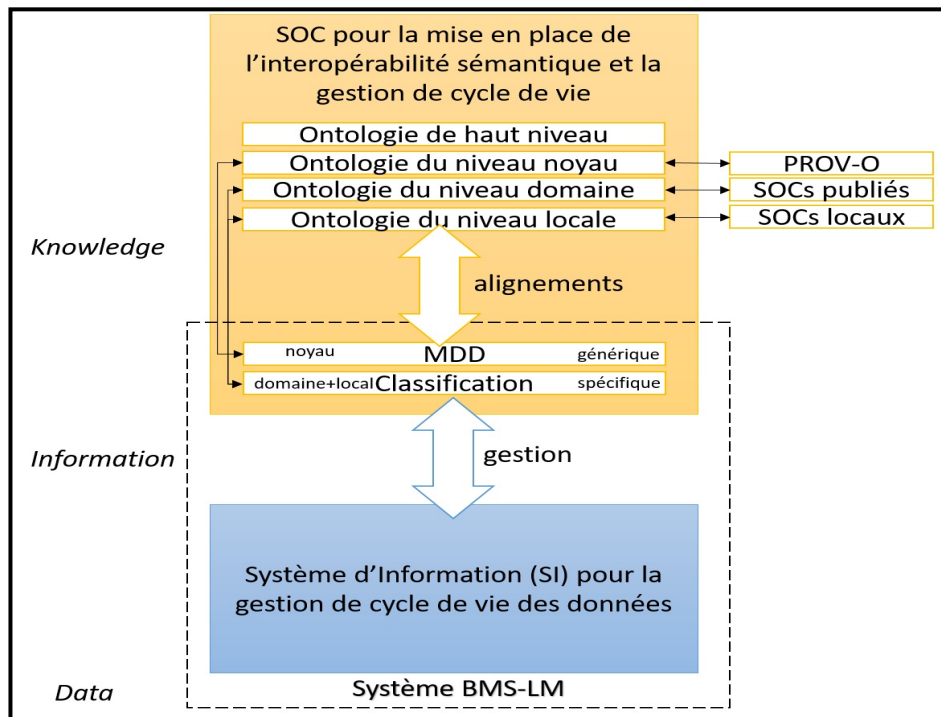 SOC pour la mise en place de
l'interopérabilité sémantique et la
gestion de cycle de vie
Ontologie de haut niveau
Ontologie du niveau noyau
PROV-O
Ontologie du niveau domaine
SOCs publiés
Ontologie du niveau locale
SOCs locaux
Knowledge
alignements
noyau MDD générique
domaine+local Classification spécifique
Information
gestion
Système d'Information (SI) pour la
gestion de cycle de vie des données
Système BMS-LM
Data